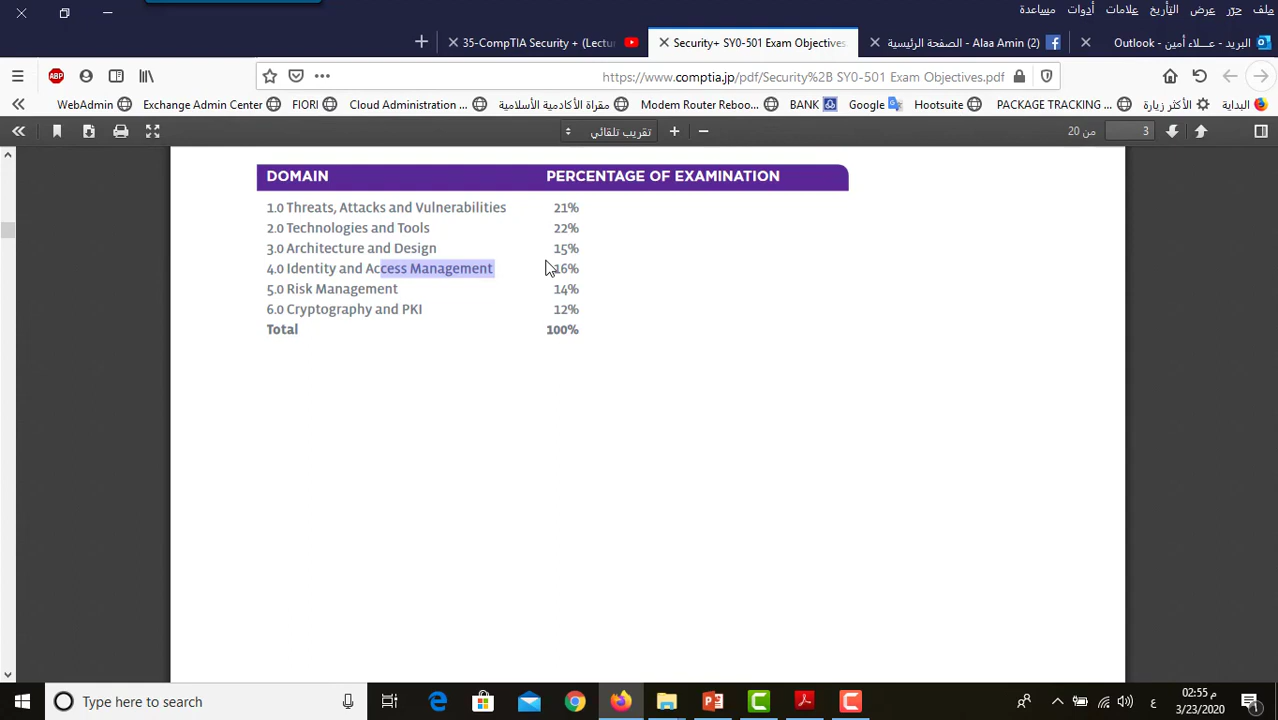 ملف
حرّر
عرض
التأريخ
علامات
أدوات
مساعدة
البريد - عـــلاء أمين - Outlook
(2) Alaa Amin - الصفحة الرئيسية
Security+ SY0-501 Exam Objectives.
35-CompTIA Security + (Lectu
https://www.comptia.jp/pdf/Security%2B SY0-501 Exam Objectives.pdf
ABP
البداية
الأكثر زيارة
PACKAGE TRACKING ...
Hootsuite
Google
BANK
Modem Router Reboo...
مقراة الأكاديمية الأسلامية
Cloud Administration ...
FIORI
Exchange Admin Center
WebAdmin
3
من 20
تقريب تلقائي
DOMAIN PERCENTAGE OF EXAMINATION
1.0 Threats, Attacks and Vulnerabilities 21%
2.0 Technologies and Tools 22%
3.0 Architecture and Design 15%
4.0 Identity and Access Management 16%
5.0 Risk Management 14%
6.0 Cryptography and PKI 12%
Total 100%
Type here to search
ع
02:55 م
3/23/2020
1